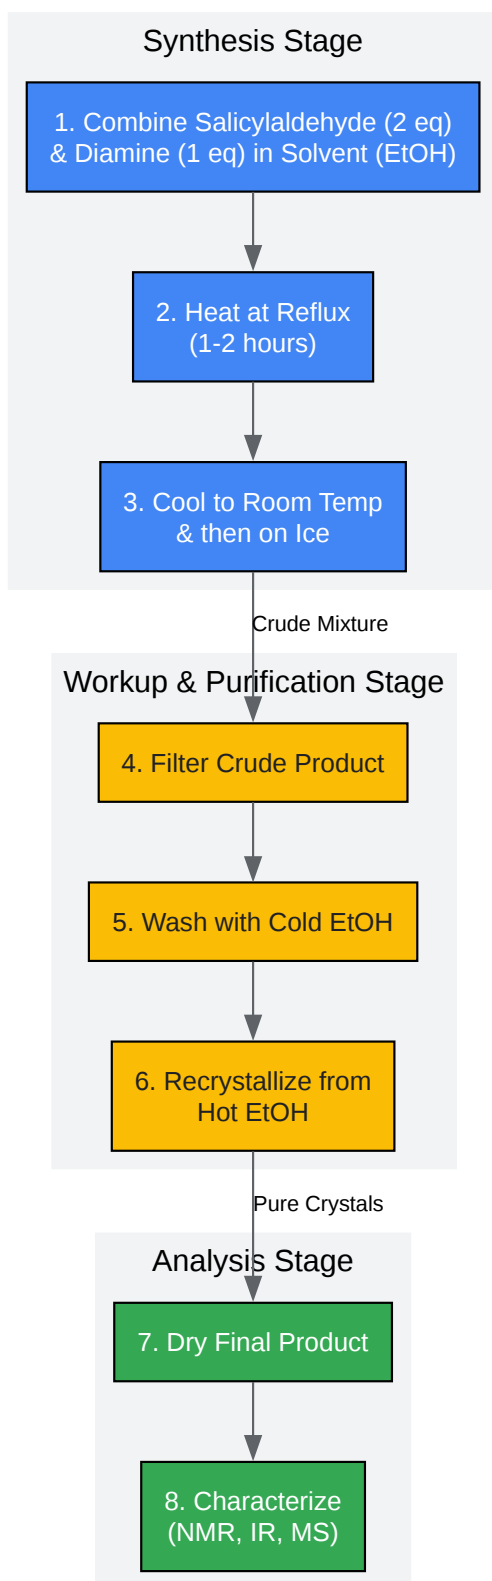 Synthesis Stage
1. Combine Salicylaldehyde (2 eq)
& Diamine (1 eq) in Solvent (EtOH)
2. Heat at Reflux
(1-2 hours)
3. Cool to Room Temp
& then on Ice
Crude Mixture
Workup & Purification Stage
4. Filter Crude Product
5. Wash with Cold EtOH
6. Recrystallize from
Hot EtOH
Pure Crystals
Analysis Stage
7. Dry Final Product
8. Characterize
(NMR, IR, MS)